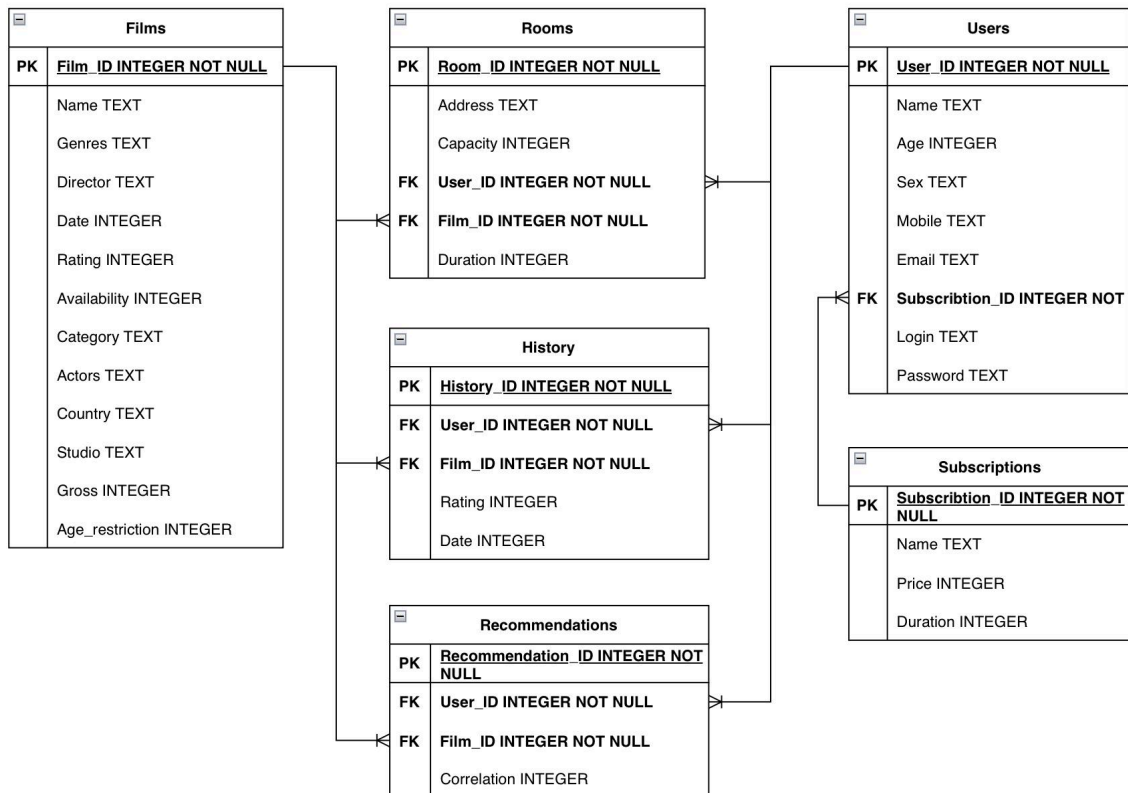 Films
PK Film_ID INTEGER NOT NULL
Name TEXT
Genres TEXT
Director TEXT
Date INTEGER
Rating INTEGER
Availability INTEGER
Category TEXT
Actors TEXT
Country TEXT
Studio TEXT
Gross INTEGER
Age_restriction INTEGER
Rooms
PK Room_ID INTEGER NOT NULL
Address TEXT
Capacity INTEGER
FK User_ID INTEGER NOT NULL
FK Film_ID INTEGER NOT NULL
Duration INTEGER
History
PK History_ID INTEGER NOT NULL
FK User_ID INTEGER NOT NULL
FK Film_ID INTEGER NOT NULL
Rating INTEGER
Date INTEGER
Recommendations
PK Recommendation_ID INTEGER NOT
NULL
FK User_ID INTEGER NOT NULL
FK Film_ID INTEGER NOT NULL
Correlation INTEGER
Users
PK User_ID INTEGER NOT NULL
Name TEXT
Age INTEGER
Sex TEXT
Mobile TEXT
Email TEXT
FK Subscribtion_ID INTEGER NOT
Login TEXT
Password TEXT
Subscriptions
PK Subscribtion_ID INTEGER NOT
NULL
Name TEXT
Price INTEGER
Duration INTEGER